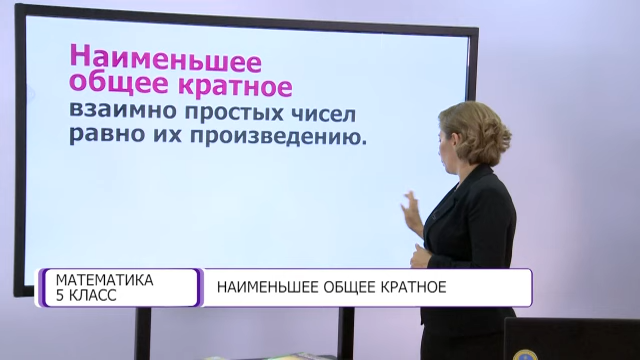 Наименьшее
общее кратное
взаимно простых чисел
равно их произведению.
МАТЕМАТИКА
5 КЛАСС
НАИМЕНЬШЕЕ ОБЩЕЕ КРАТНОЕ